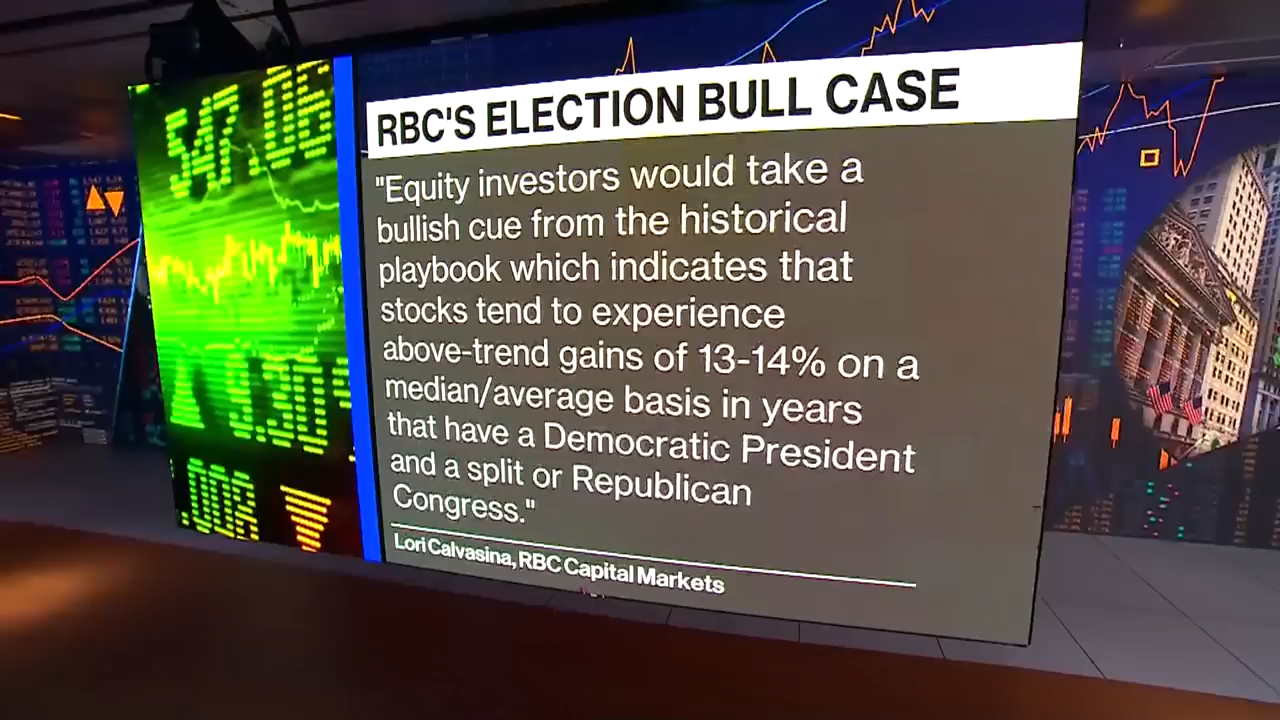 547.06
RBC'S ELECTION BULL CASE
"Equity investors would take a
bullish cue from the historical
playbook which indicates that
stocks tend to experience
above-trend gains of 13-14% on a
median/average basis in years
that have a Democratic President
and a split or Republican
Congress."
Lori Calvasina, RBC Capital Markets